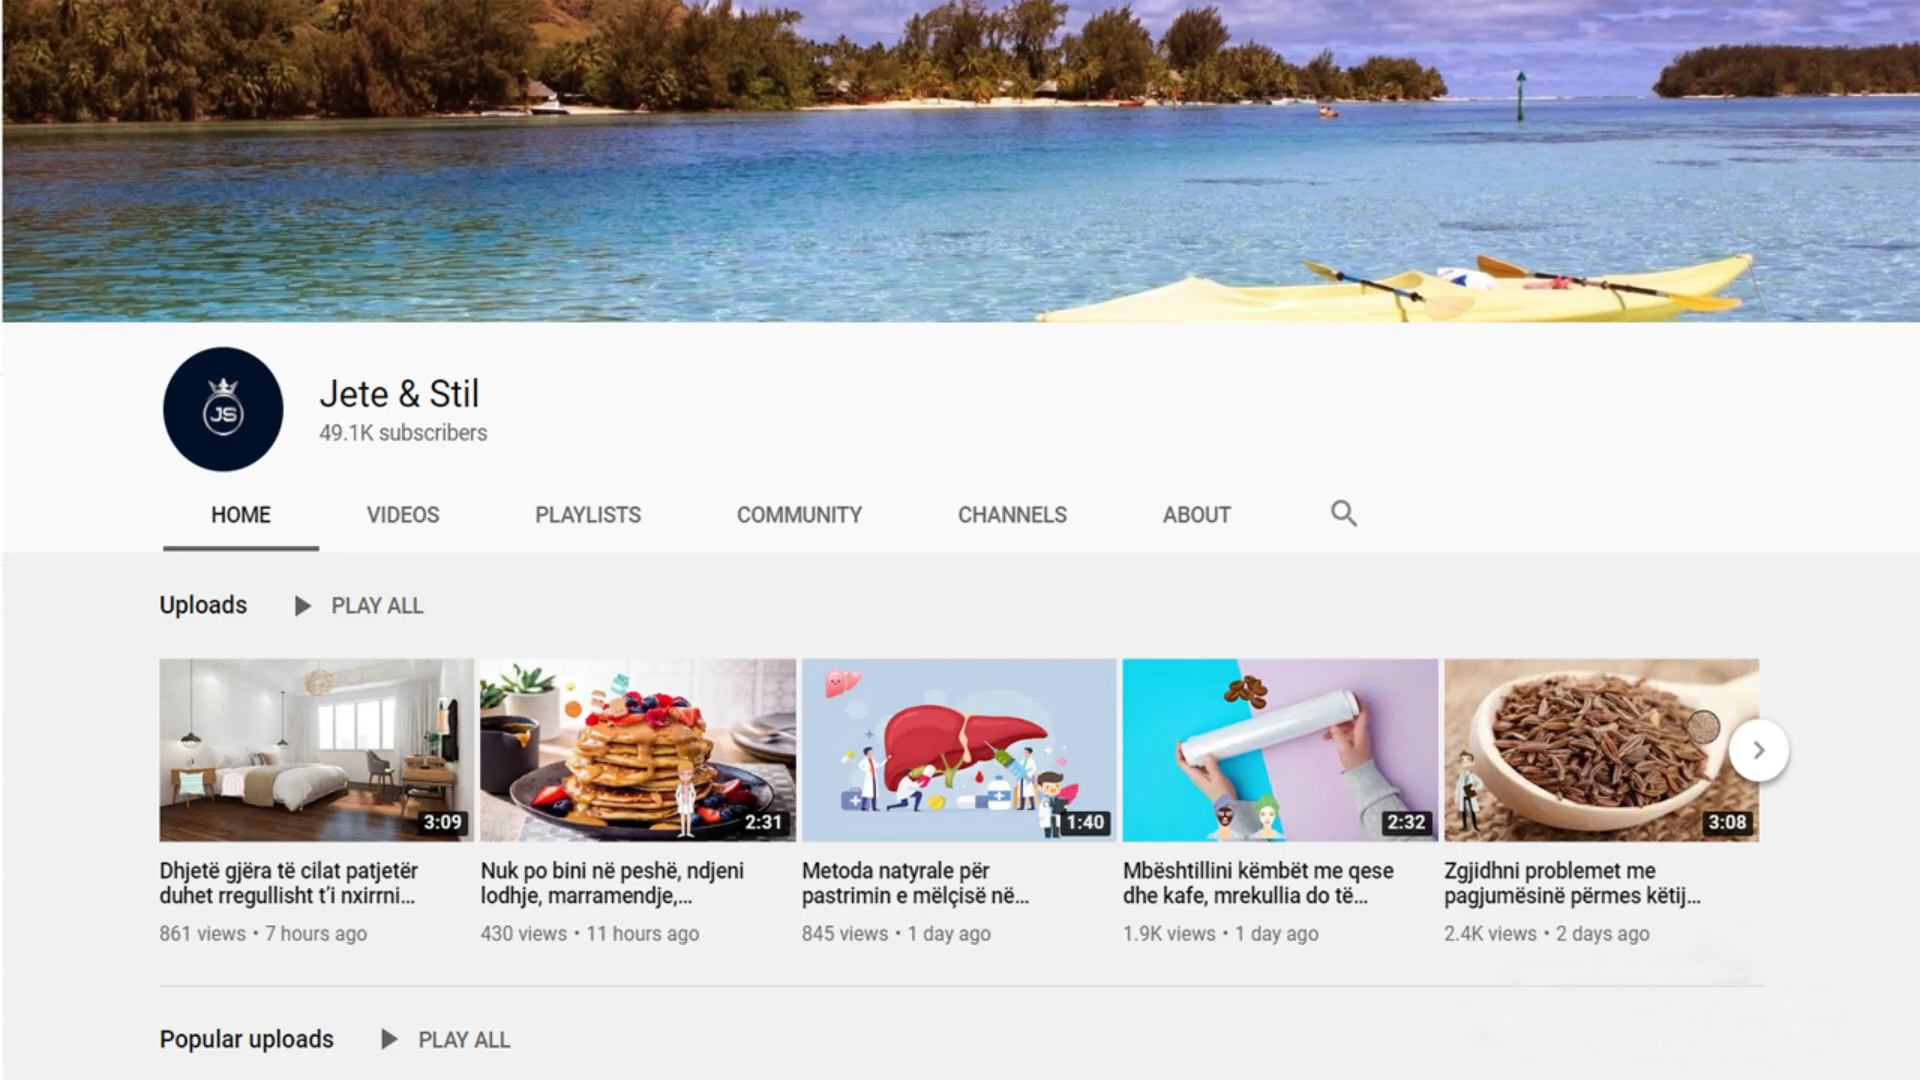 JS
Jete & Stil
49.1K subscribers
HOME VIDEOS PLAYLISTS COMMUNITY CHANNELS ABOUT
Uploads PLAY ALL
3:09 2:31 1:40 2:32 3:08
Dhjetë gjëra të cilat patjetër
duhet rregullisht t’i nxirrni...
861 views • 7 hours ago
Nuk po bini në peshë, ndjeni
lodhje, marramendje,...
430 views • 11 hours ago
Metoda natyrale për
pastrimin e mëlçisë në...
845 views • 1 day ago
Mbështillini këmbët me qese
dhe kafe, mrekullia do të...
1.9K views • 1 day ago
Zgjidhni problemet me
pagjumësinë përmes këtij...
2.4K views • 2 days ago
Popular uploads PLAY ALL